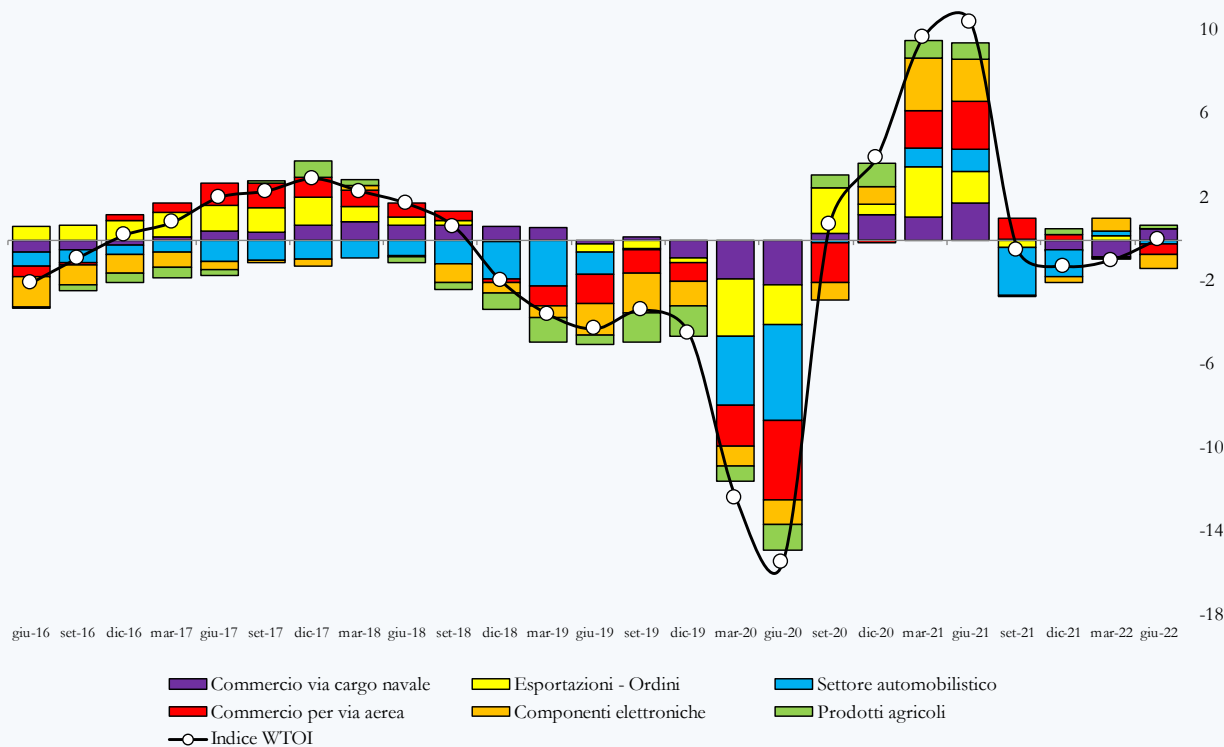 10
6
2
-2
-6
-10
-14
-18
giu-16 set-16 dic-16 mar-17 giu-17 set-17 dic-17 mar-18 giu-18 set-18 dic-18 mar-19 giu-19 set-19 dic-19 mar-20 giu-20 set-20 dic-20 mar-21 giu-21 set-21 dic-21 mar-22 giu-22
Commercio via cargo navale Esportazioni - Ordini Settore automobilistico
Commercio per via aerea Componenti elettroniche Prodotti agricoli
Indice WTOI